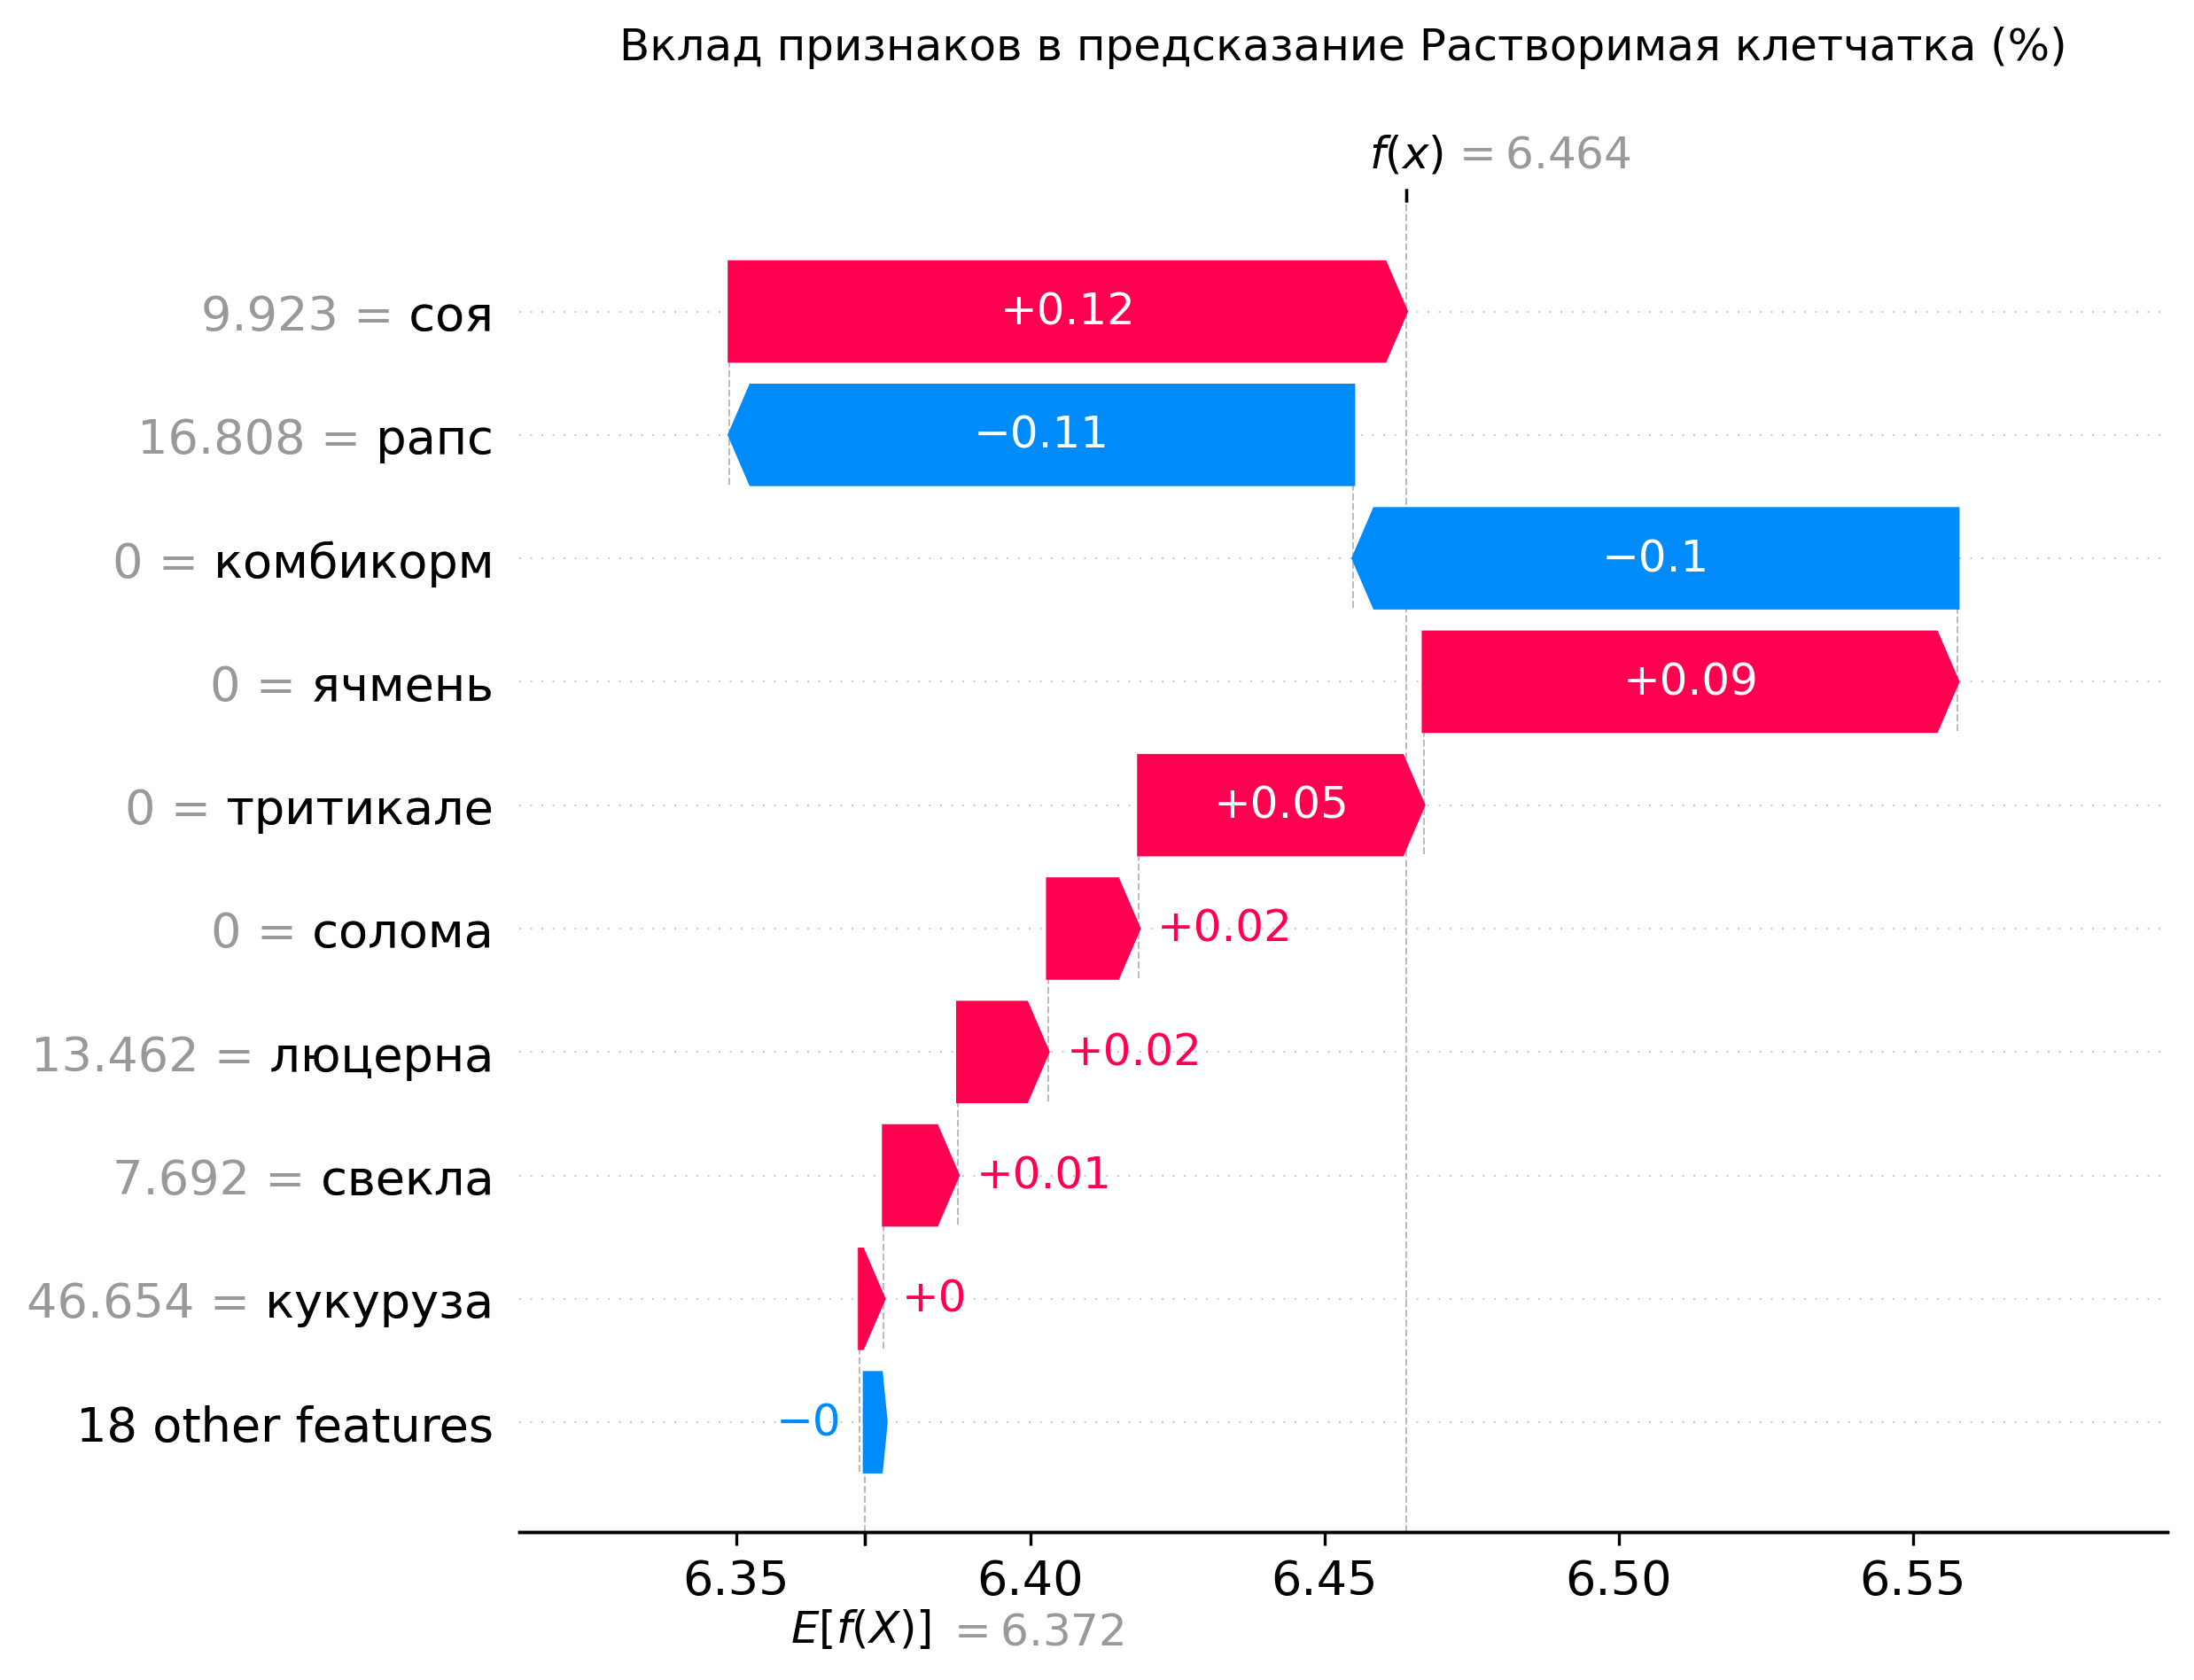 Вклад признаков в предсказание Растворимая клетчатка (%)
f(x) = 6.464
9.923 = соя
+0.12
16.808 = рапс
−0.11
0 = комбикорм
−0.1
0 = ячмень
+0.09
0 = тритикале
+0.05
0 = солома
+0.02
13.462 = люцерна
+0.02
7.692 = свекла
+0.01
46.654 = кукуруза
+0
18 other features
−0
6.35 6.40 6.45 6.50 6.55
E[f(X)] = 6.372